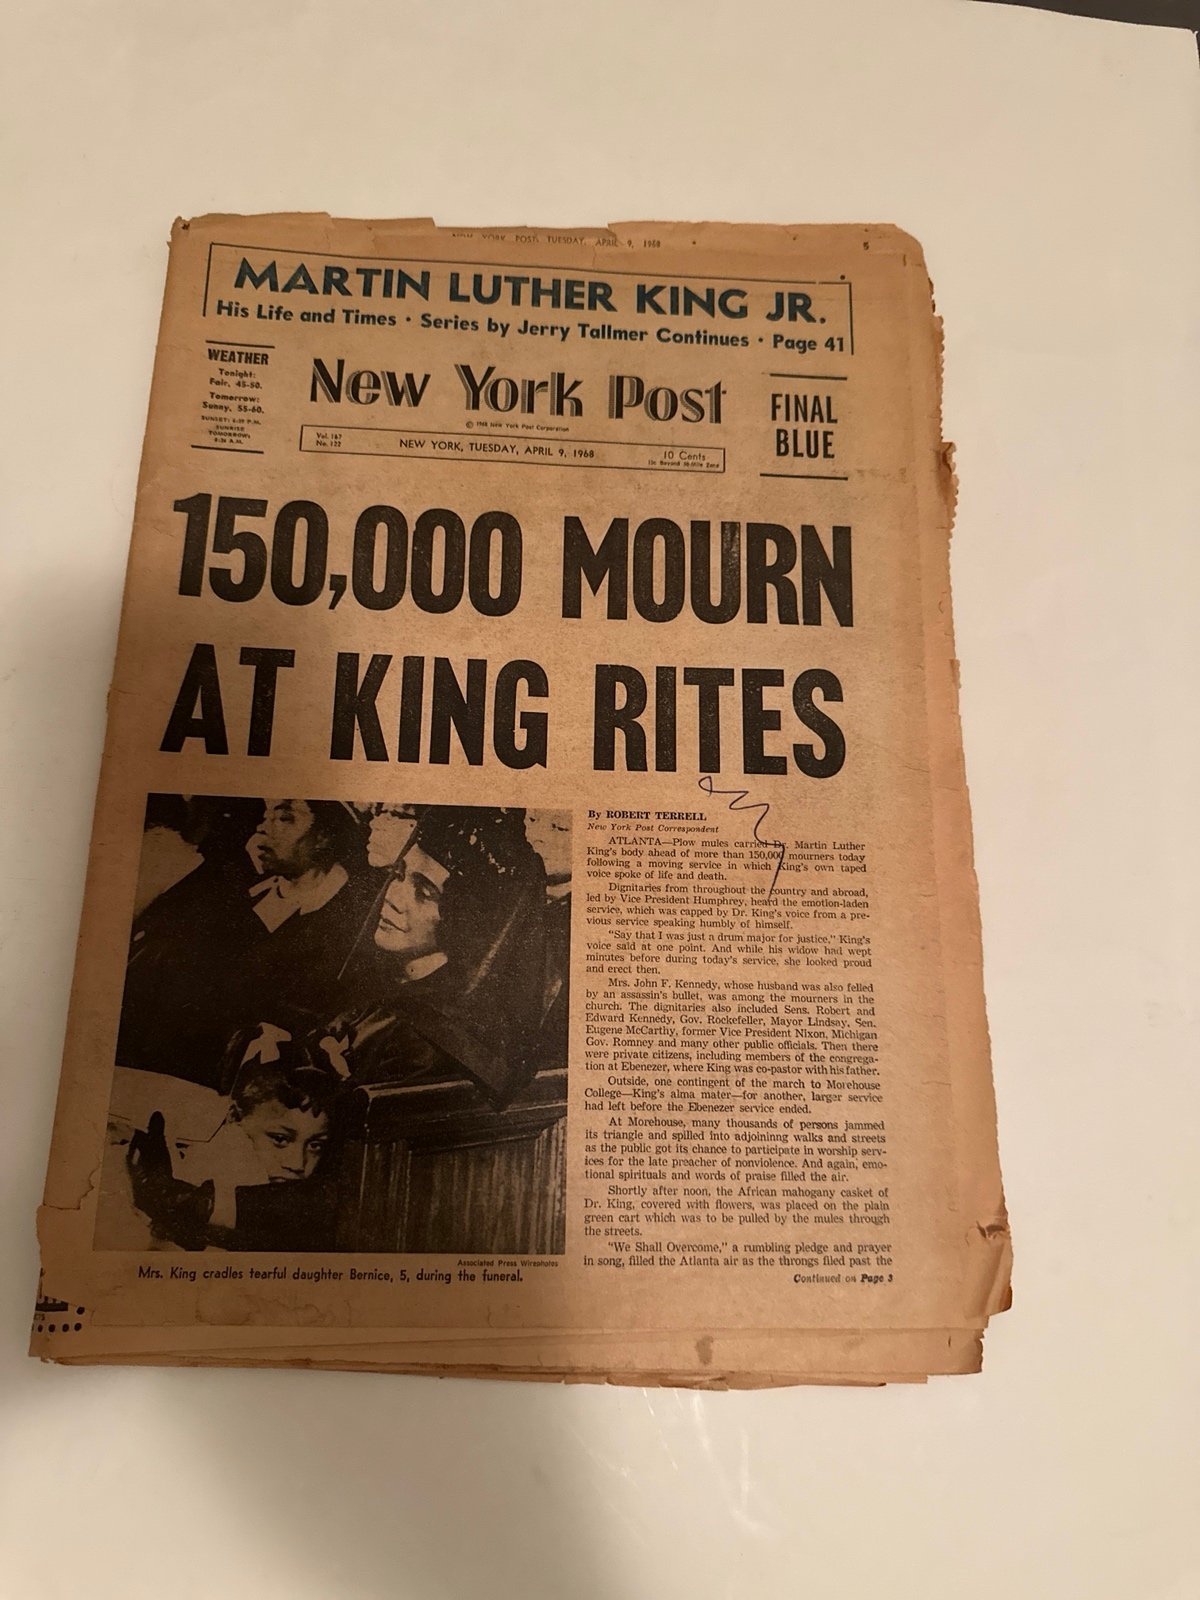 NEW YORK POST, TUESDAY, APRIL 9, 1968
5
MARTIN LUTHER KING JR.
His Life and Times • Series by Jerry Tallmer Continues • Page 41
WEATHER
Tonight:
Fair, 45-50.
Tomorrow:
Sunny, 55-60.
SUNSET:
SUNRISE
TOMORROW:
A.M.
New York Post
© 1968 New York Post Corporation
Vol. 167
No. 122
NEW YORK, TUESDAY, APRIL 9, 1968
10 Cents
15c Beyond 50-Mile Zone
FINAL
BLUE
150,000 MOURN
AT KING RITES
By ROBERT TERRELL
New York Post Correspondent
ATLANTA—Plow mules carried Dr. Martin Luther
King's body ahead of more than 150,000 mourners today
following a moving service in which King's own taped
voice spoke of life and death.
Dignitaries from throughout the country and abroad,
led by Vice President Humphrey, heard the emotion-laden
service, which was capped by Dr. King's voice from a pre-
vious service speaking humbly of himself.
"Say that I was just a drum major for justice," King's
voice said at one point. And while his widow had wept
minutes before during today's service, she looked proud
and erect then.
Mrs. John F. Kennedy, whose husband was also felled
by an assassin's bullet, was among the mourners in the
church. The dignitaries also included Sens. Robert and
Edward Kennedy, Gov. Rockefeller, Mayor Lindsay, Sen.
Eugene McCarthy, former Vice President Nixon, Michigan
Gov. Romney and many other public officials. Then there
were private citizens, including members of the congrega-
tion at Ebenezer, where King was co-pastor with his father.
Outside, one contingent of the march to Morehouse
College—King's alma mater—for another, larger service
had left before the Ebenezer service ended.
At Morehouse, many thousands of persons jammed
its triangle and spilled into adjoinng walks and streets
as the public got its chance to participate in worship serv-
ices for the late preacher of nonviolence. And again, emo-
tional spirituals and words of praise filled the air.
Shortly after noon, the African mahogany casket of
Dr. King, covered with flowers, was placed on the plain
green cart which was to be pulled by the mules through
the streets.
"We Shall Overcome," a rumbling pledge and prayer
in song, filled the Atlanta air as the throngs filed past the
Continued on Page 3
Associated Press Wirephotos
Mrs. King cradles tearful daughter Bernice, 5, during the funeral.